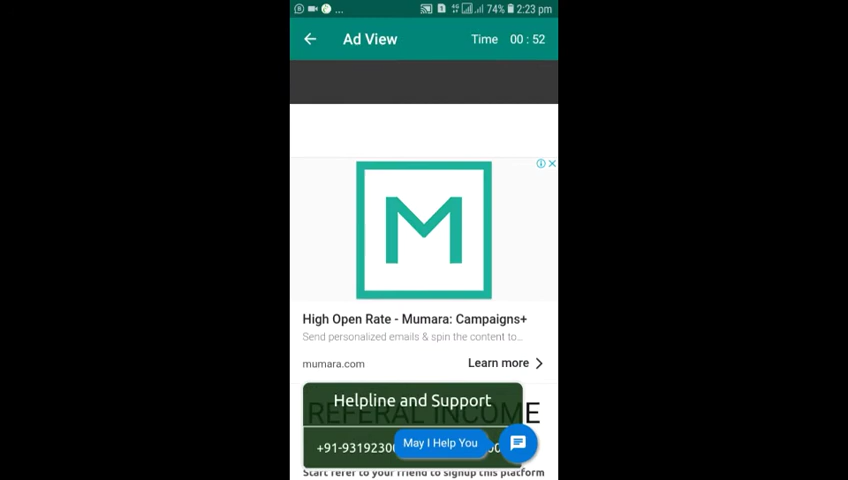 ... 74% 2:23 pm
Ad View Time 00 : 52
M
High Open Rate - Mumara: Campaigns+
Send personalized emails & spin the content to...
mumara.com Learn more
Helpline and Support
REFERAL INCOME
+91-9319230
May I Help You
Start refer to your friend to signup this platform